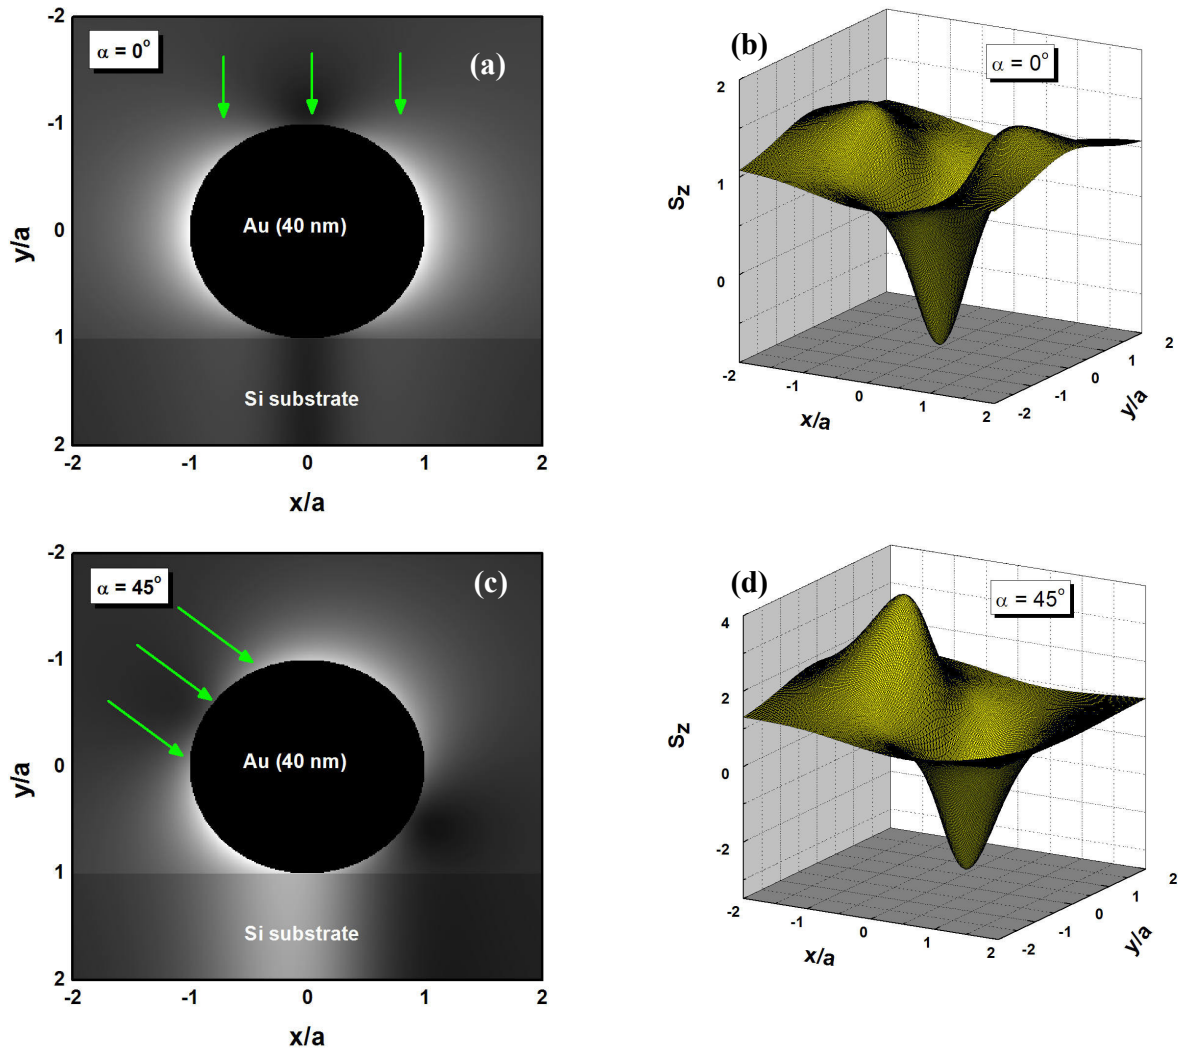 -2
-1
0
1
2
y/a
α = 0°
(a)
Au (40 nm)
Si substrate
-2 -1 0 1 2
x/a
(b)
α = 0°
2
1
0
Sz
-2 -1 0 1 2
x/a
-2 -1 0 1 2
y/a
-2
-1
0
1
2
y/a
α = 45°
(c)
Au (40 nm)
Si substrate
-2 -1 0 1 2
x/a
(d)
α = 45°
4
2
0
-2
Sz
-2 -1 0 1 2
x/a
-2 -1 0 1 2
y/a